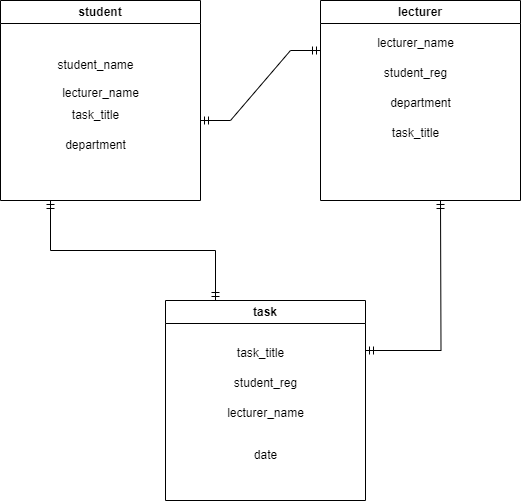 student
student_name
lecturer_name
task_title
department
lecturer
lecturer_name
student_reg
department
task_title
task
task_title
student_reg
lecturer_name
date